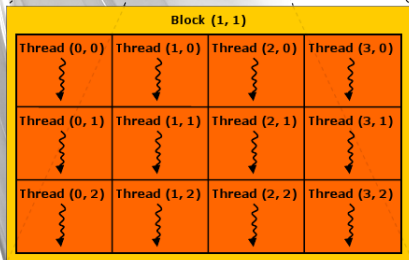 Block (1, 1)
Thread (0, 0) Thread (1, 0) Thread (2, 0) Thread (3, 0)
Thread (0, 1) Thread (1, 1) Thread (2, 1) Thread (3, 1)
Thread (0, 2) Thread (1, 2) Thread (2, 2) Thread (3, 2)